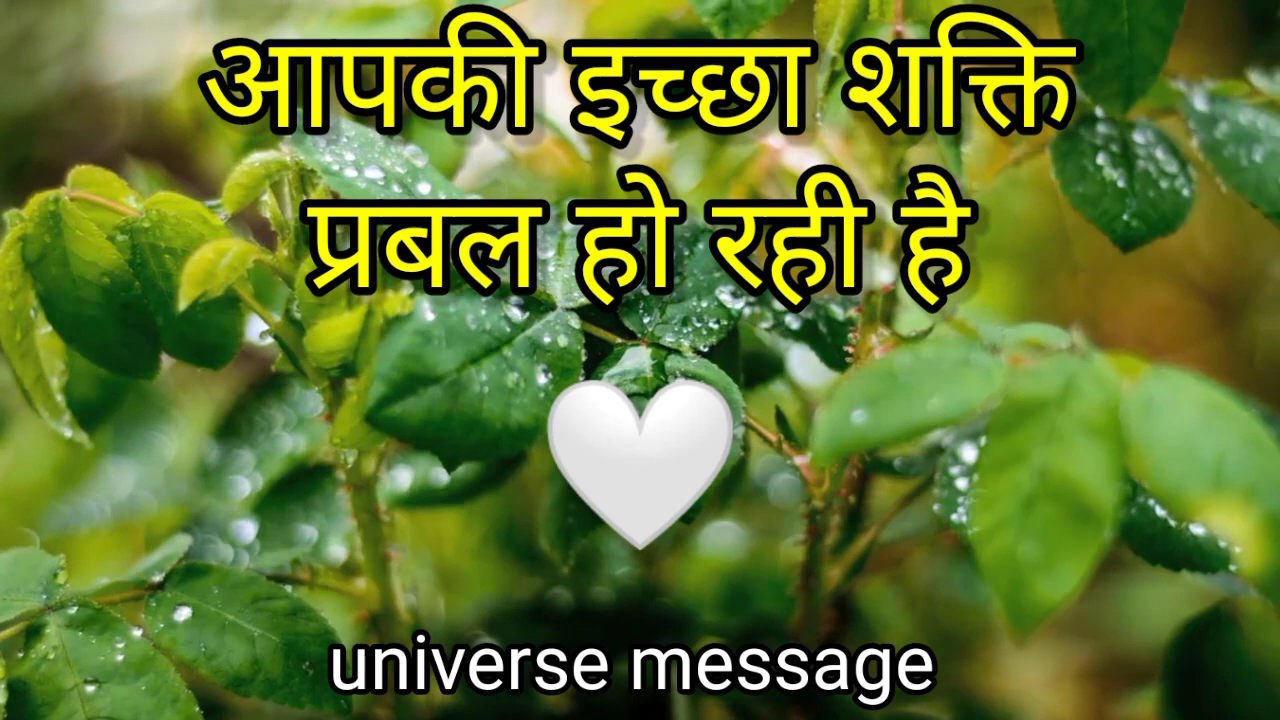 आपकी इच्छा शक्ति
प्रबल हो रही है
universe message